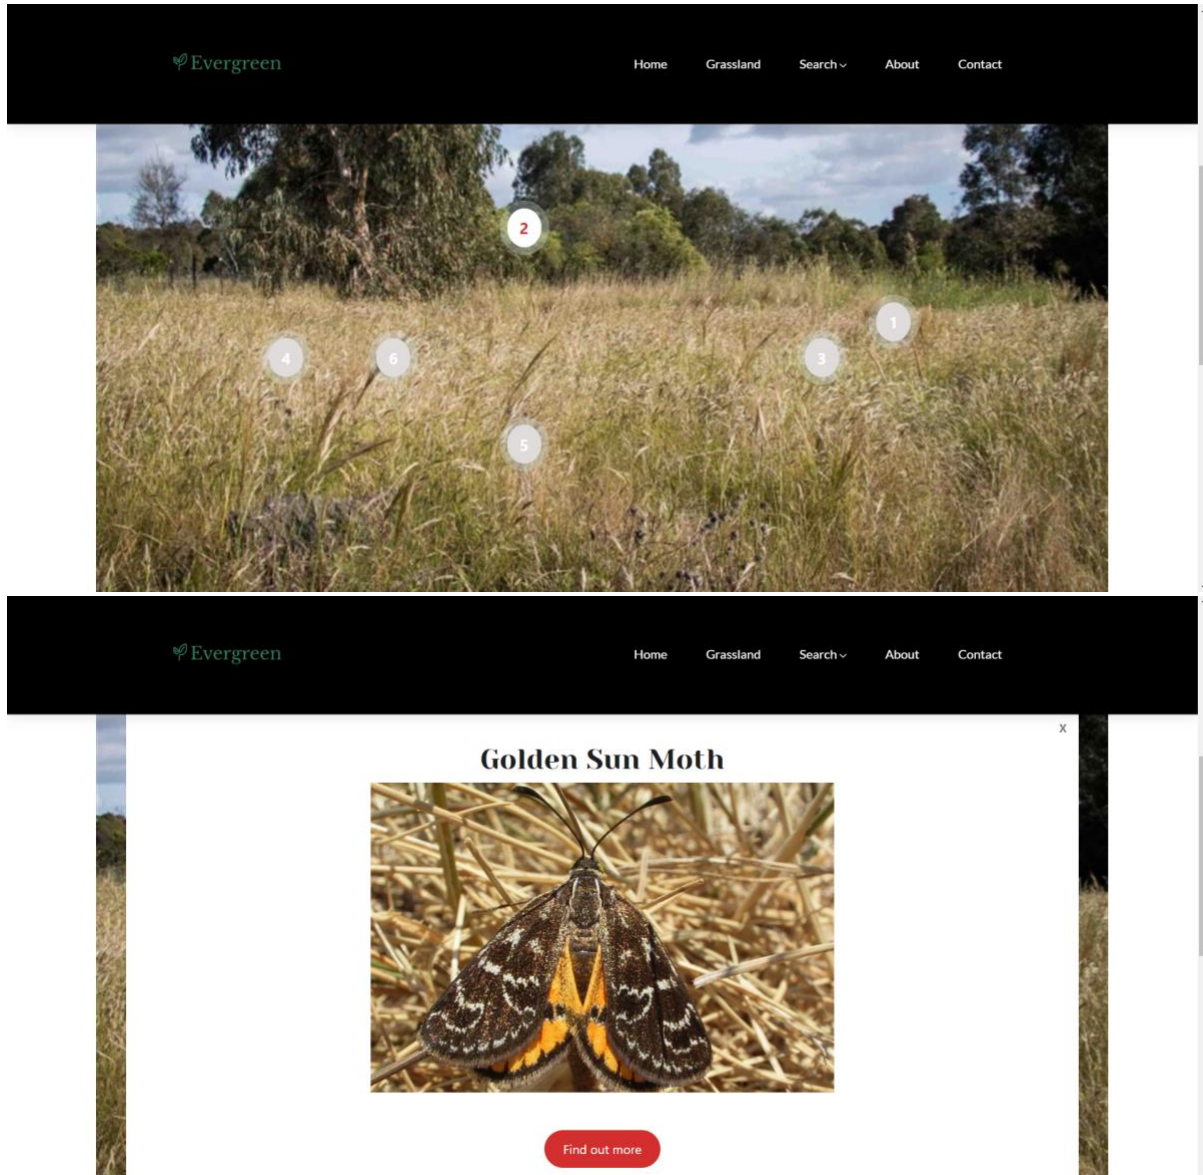 Evergreen
Home Grassland Search About Contact
2
1
4 6 3
5
Evergreen
Home Grassland Search About Contact
X
Golden Sun Moth
Find out more